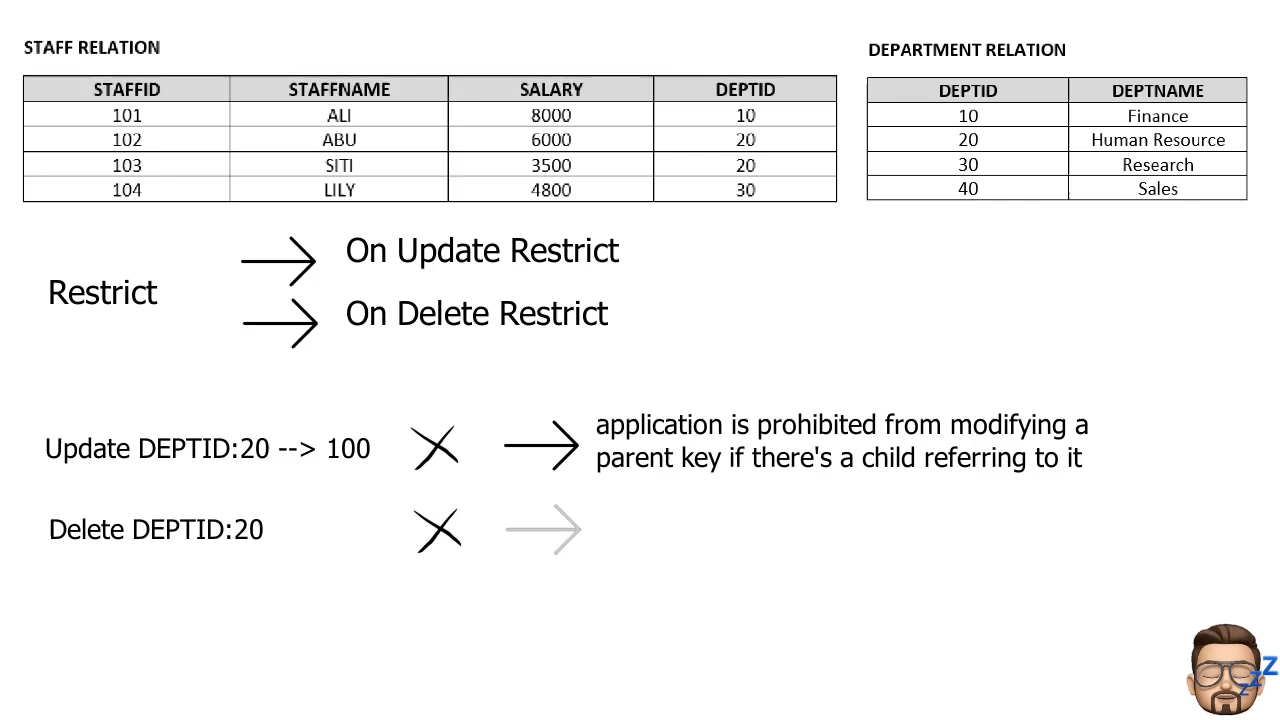 STAFF RELATION
DEPARTMENT RELATION
STAFFID STAFFNAME SALARY DEPTID
101 ALI 8000 10
102 ABU 6000 20
103 SITI 3500 20
104 LILY 4800 30
DEPTID DEPTNAME
10 Finance
20 Human Resource
30 Research
40 Sales
Restrict
On Update Restrict
On Delete Restrict
Update DEPTID:20 --> 100
application is prohibited from modifying a
parent key if there's a child referring to it
Delete DEPTID:20
z z Z